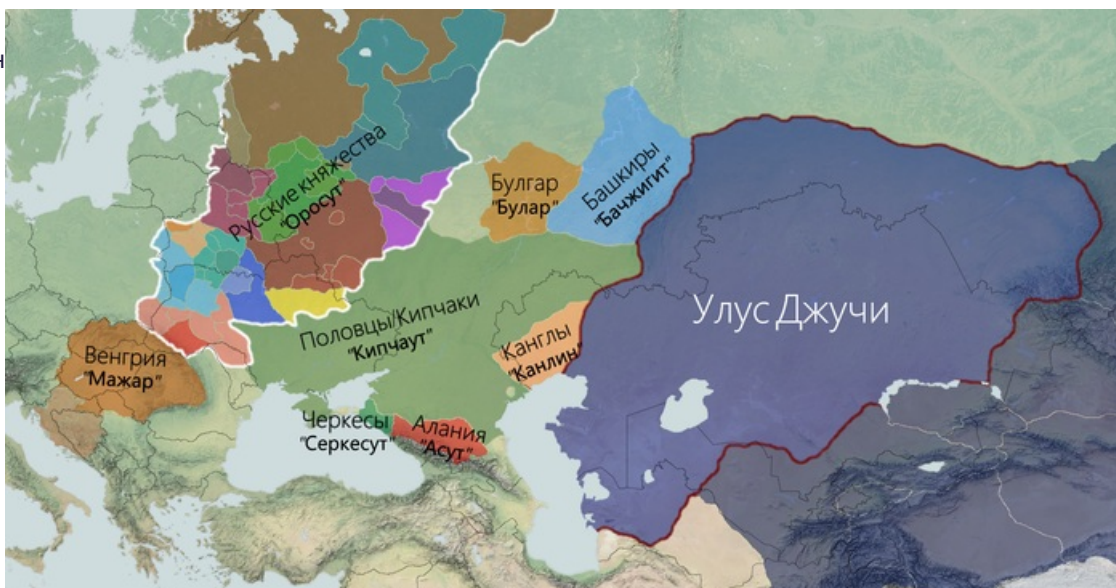 н
Русские княжества
"Оросут"
Булгар
"Булар"
Башкиры
"Бачжигит"
Улус Джучи
Половцы/Кипчаки
"Кипчаут"
Канглы
"Канлин"
Венгрия
"Мажар"
Черкесы
"Серкесут"
Алания
"Асут"